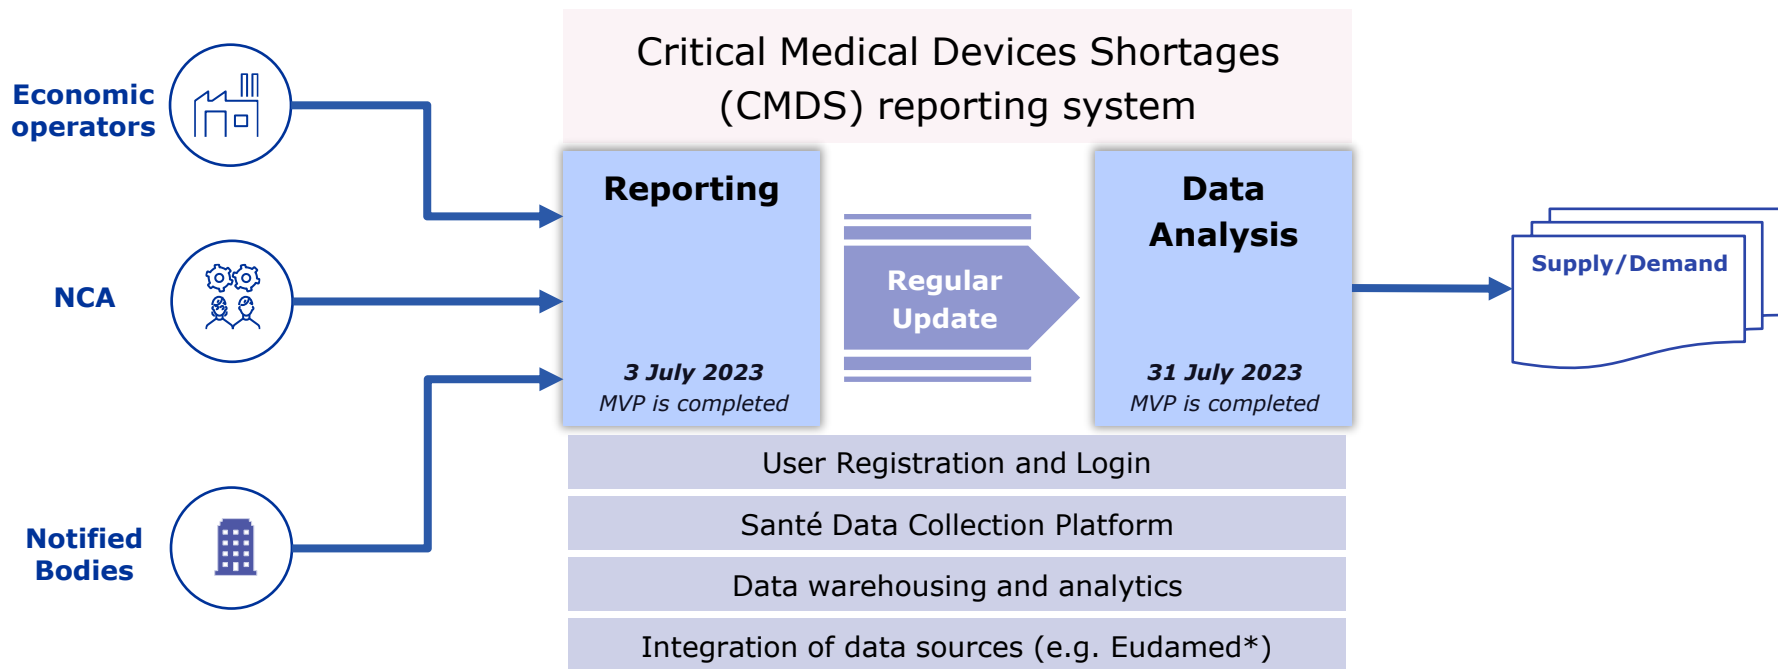 Critical Medical Devices Shortages
(CMDS) reporting system
Economic
operators
NCA
Notified
Bodies
Reporting
3 July 2023
MVP is completed
Regular
Update
Data
Analysis
31 July 2023
MVP is completed
Supply/Demand
User Registration and Login
Santé Data Collection Platform
Data warehousing and analytics
Integration of data sources (e.g. Eudamed*)